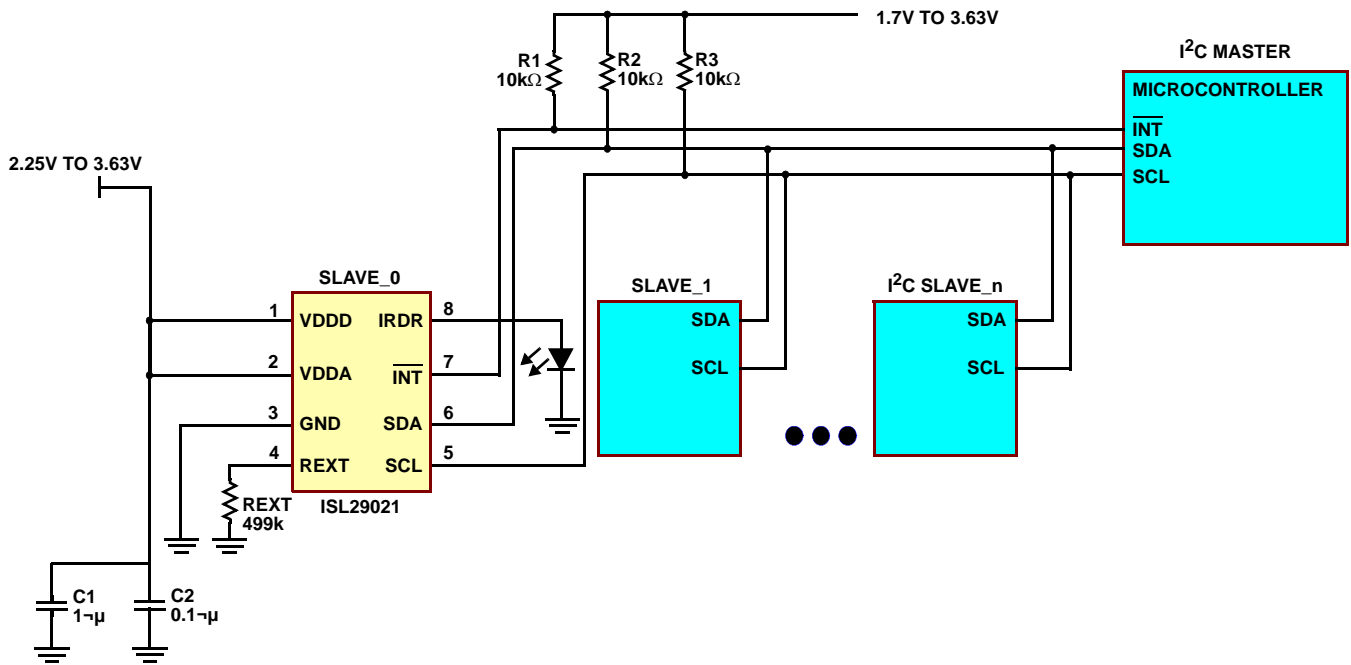 1.7V TO 3.63V
R1
10kΩ
R2
10kΩ
R3
10kΩ
I²C MASTER
MICROCONTROLLER
INT
SDA
SCL
2.25V TO 3.63V
SLAVE_0
1
VDDD
IRDR
8
2
VDDA
INT
7
3
GND
SDA
6
4
REXT
SCL
5
REXT
499k
ISL29021
SLAVE_1
SDA
SCL
I²C SLAVE_n
SDA
SCL
C1
1¬µ
C2
0.1¬µ